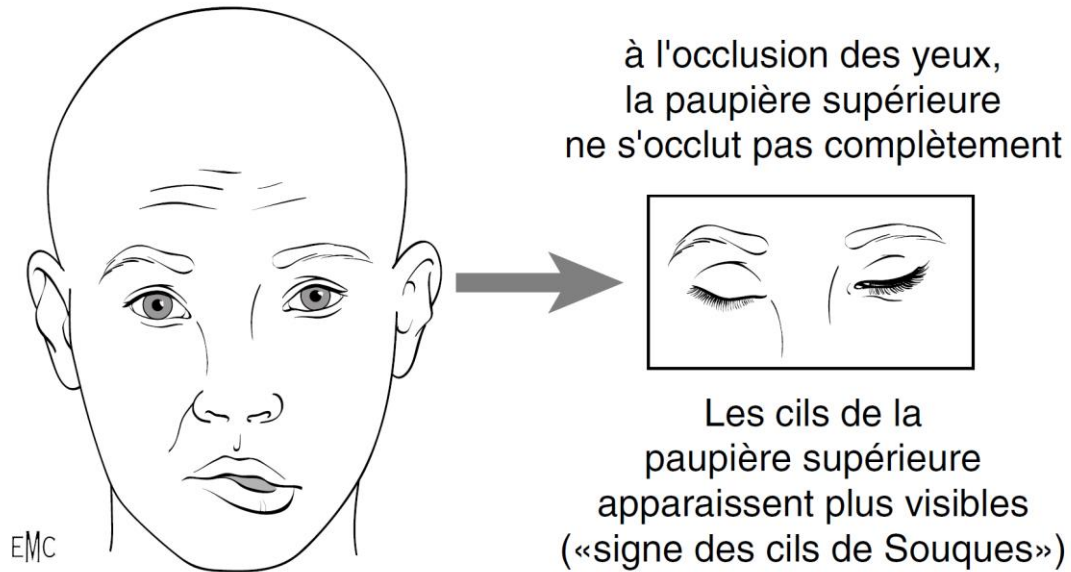 à l'occlusion des yeux,
la paupière supérieure
ne s'occlut pas complètement
Les cils de la
paupière supérieure
apparaissent plus visibles
(«signe des cils de Souques»)
EMC